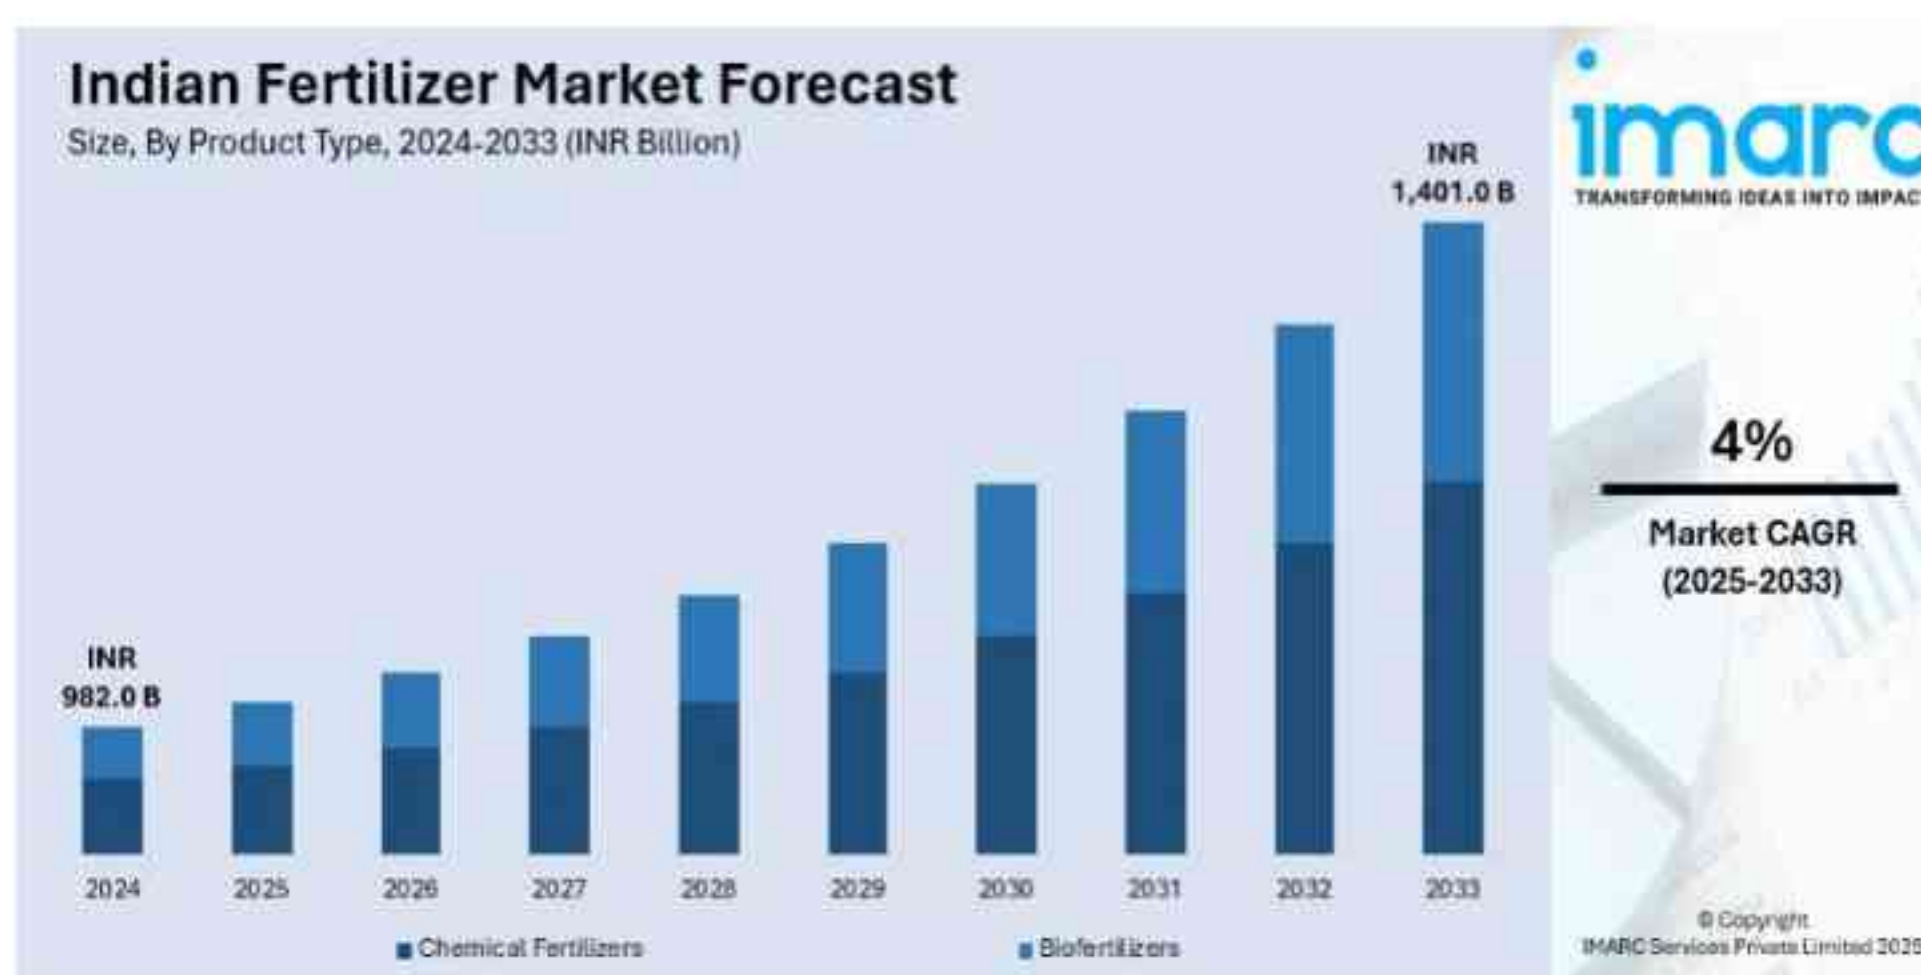 Indian Fertilizer Market Forecast
Size, By Product Type, 2024-2033 (INR Billion)
INR
982.0 B
INR
1,401.0 B
2024 2025 2026 2027 2028 2029 2030 2031 2032 2033
Chemical Fertilizers Biofertilizers
imarc
TRANSFORMING IDEAS INTO IMPAC
4%
Market CAGR
(2025-2033)
© Copyright
IMARC Services Private Limited 2025